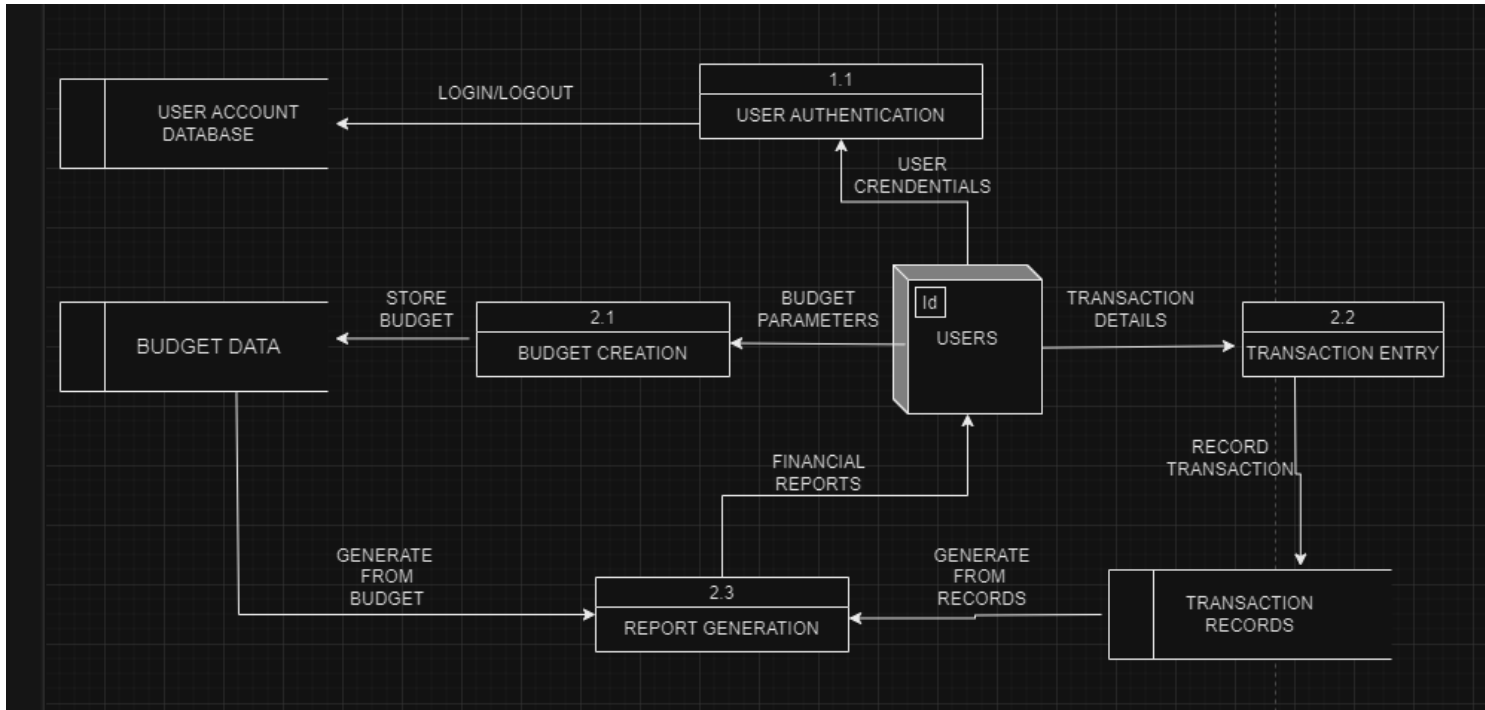 1.1
LOGIN/LOGOUT
USER ACCOUNT
DATABASE
USER AUTHENTICATION
USER
CRENDENTIALS
STORE
BUDGET
2.1
BUDGET
PARAMETERS
Id
USERS
TRANSACTION
DETAILS
2.2
BUDGET DATA
BUDGET CREATION
TRANSACTION ENTRY
FINANCIAL
REPORTS
RECORD
TRANSACTION
GENERATE
FROM
BUDGET
2.3
REPORT GENERATION
GENERATE
FROM
RECORDS
TRANSACTION
RECORDS